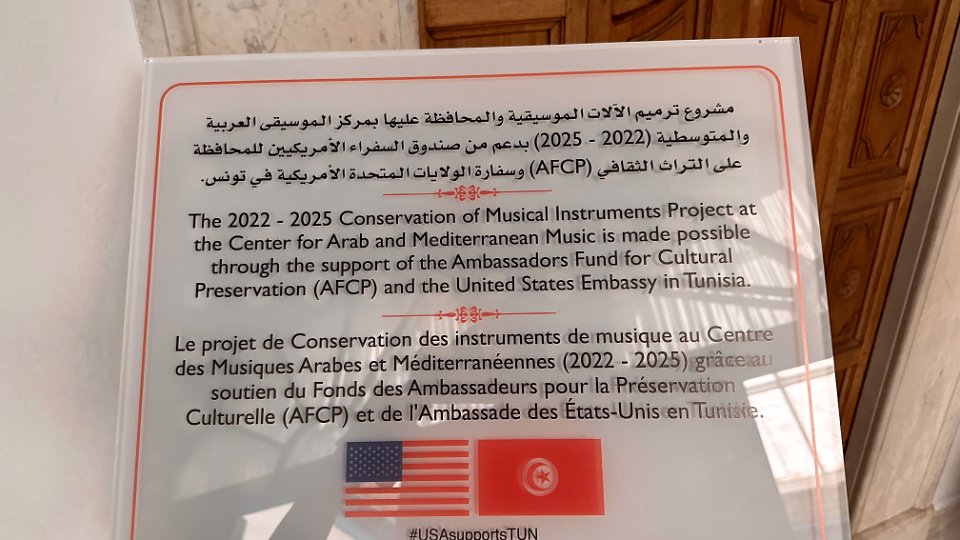 مشروع ترميم الآلات الموسيقية والمحافظة عليها بمركز الموسيقى العربية
والمتوسطية (2022 - 2025) بدعم من صندوق السفراء الأمريكيين للمحافظة
على التراث الثقافي (AFCP) وسفارة الولايات المتحدة الأمريكية في تونس.
The 2022 - 2025 Conservation of Musical Instruments Project at
the Center for Arab and Mediterranean Music is made possible
through the support of the Ambassadors Fund for Cultural
Preservation (AFCP) and the United States Embassy in Tunisia.
Le projet de Conservation des instruments de musique au Centre
des Musiques Arabes et Méditerranéennes (2022 - 2025) grâce au
soutien du Fonds des Ambassadeurs pour la Préservation
Culturelle (AFCP) et de l'Ambassade des États-Unis en Tunisie.
#USAsupportsTUN